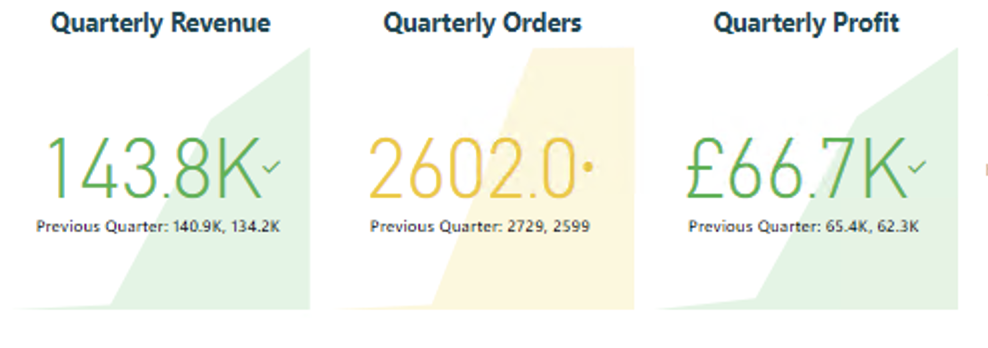 Quarterly Revenue
143.8K✓
Previous Quarter: 140.9K, 134.2K
Quarterly Orders
2602.0•
Previous Quarter: 2729, 2599
Quarterly Profit
£66.7K✓
Previous Quarter: 65.4K, 62.3K